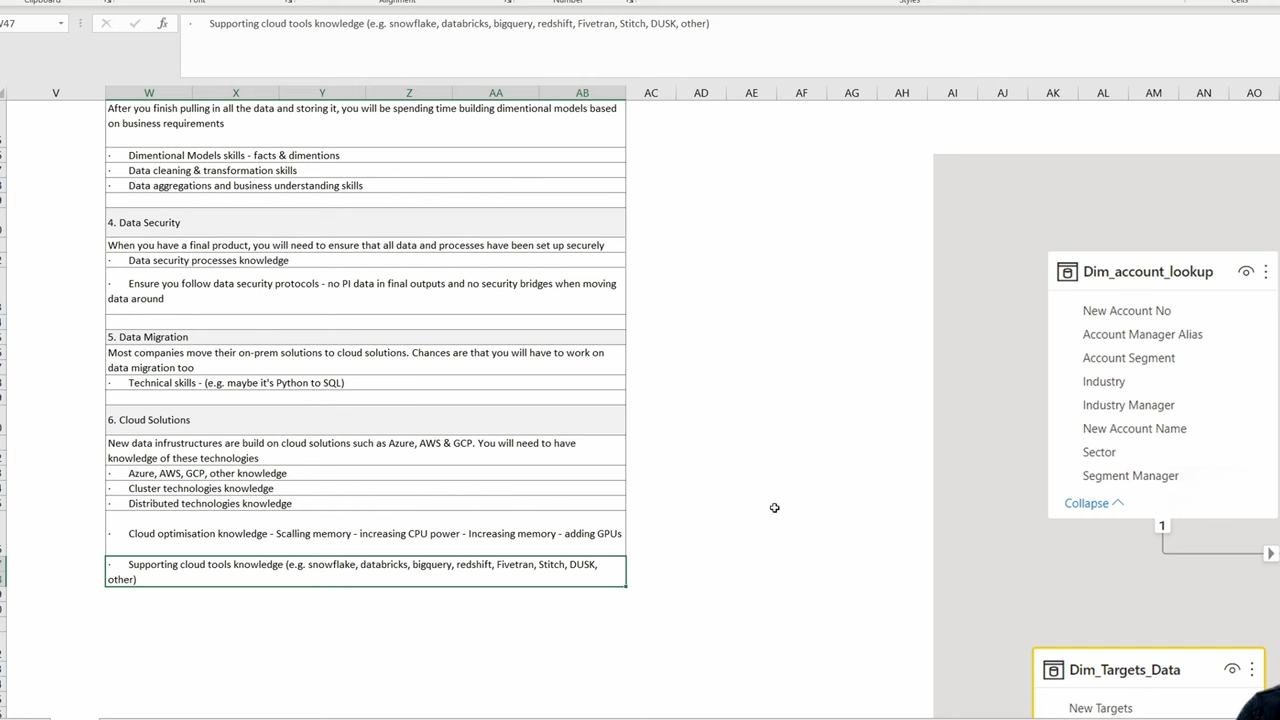 Clipboard
Font
Alignment
Number
Styles
Cells
W47
fx
· Supporting cloud tools knowledge (e.g. snowflake, databricks, bigquery, redshift, Fivetran, Stitch, DUSK, other)
V W X Y Z AA AB AC AD AE AF AG AH AI AJ AK AL AM AN AO
After you finish pulling in all the data and storing it, you will be spending time building dimentional models based
on business requirements
· Dimentional Models skills - facts & dimentions
· Data cleaning & transformation skills
· Data aggregations and business understanding skills
4. Data Security
When you have a final product, you will need to ensure that all data and processes have been set up securely
· Data security processes knowledge
· Ensure you follow data security protocols - no PI data in final outputs and no security bridges when moving
data around
5. Data Migration
Most companies move their on-prem solutions to cloud solutions. Chances are that you will have to work on
data migration too
· Technical skills - (e.g. maybe it's Python to SQL)
6. Cloud Solutions
New data infrustructures are build on cloud solutions such as Azure, AWS & GCP. You will need to have
knowledge of these technologies
· Azure, AWS, GCP, other knowledge
· Cluster technologies knowledge
· Distributed technologies knowledge
· Cloud optimisation knowledge - Scalling memory - increasing CPU power - Increasing memory - adding GPUs
· Supporting cloud tools knowledge (e.g. snowflake, databricks, bigquery, redshift, Fivetran, Stitch, DUSK,
other)
Dim_account_lookup
New Account No
Account Manager Alias
Account Segment
Industry
Industry Manager
New Account Name
Sector
Segment Manager
Collapse
1
Dim_Targets_Data
New Targets